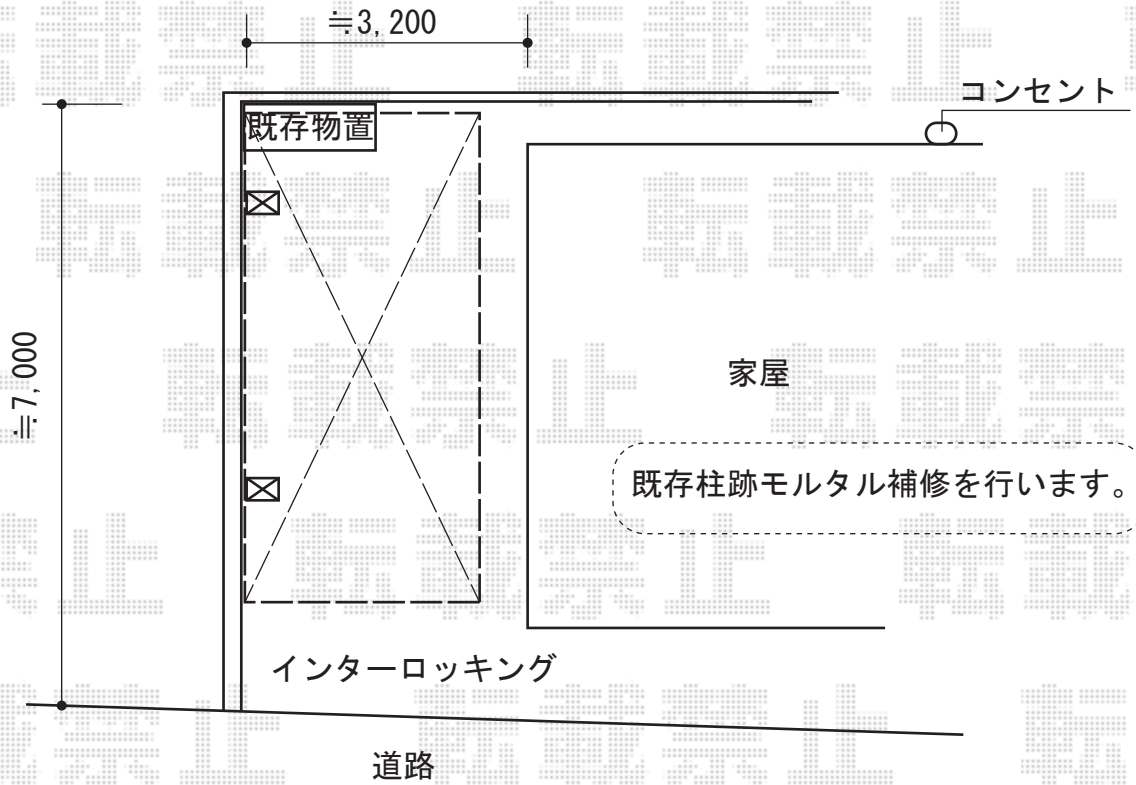 ≒3,200
コンセント
既存物置
≒7,000
家屋
既存柱跡モルタル補修を行います。
インターロッキング
道路
転載禁止